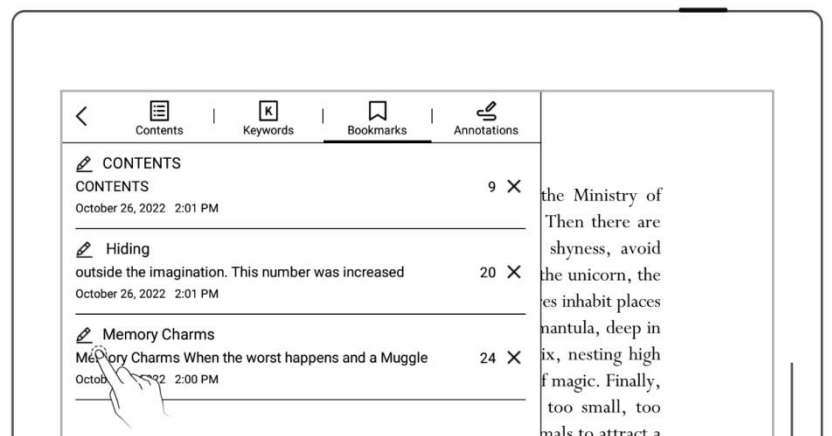 Contents | Keywords | Bookmarks | Annotations
CONTENTS
CONTENTS
9
October 26, 2022 2:01 PM
Hiding
outside the imagination. This number was increased
20
October 26, 2022 2:01 PM
Memory Charms
Memory Charms When the worst happens and a Muggle
24
2:00 PM
the Ministry of
Then there are
shyness, avoid
the unicorn, the
es inhabit places
mantula, deep in
ix, nesting high
f magic. Finally,
too small, too
mals to attract a